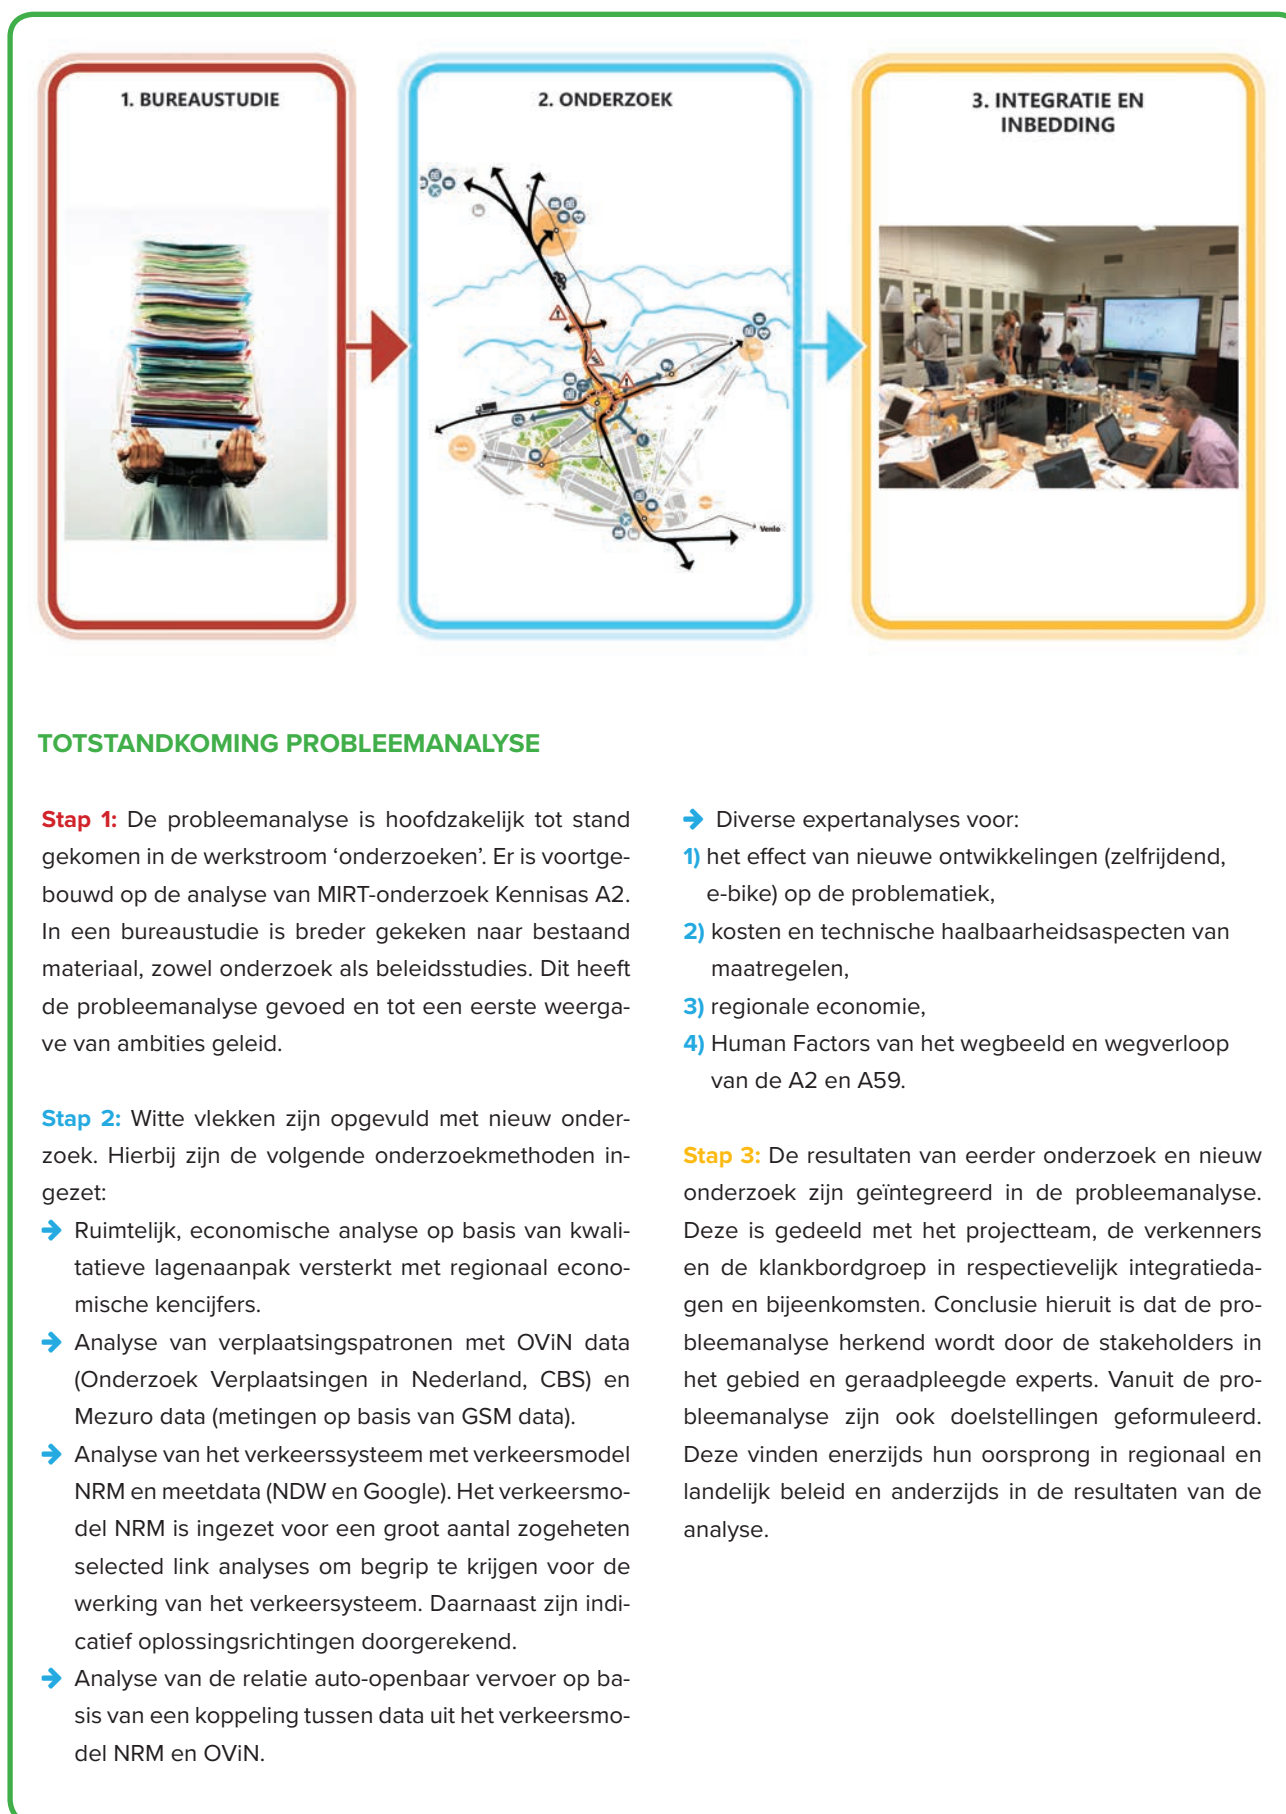 1. BUREAUSTUDIE
2. ONDERZOEK
3. INTEGRATIE EN
INBEDDING
Venlo
TOTSTANDKOMING PROBLEEMANALYSE
Stap 1: De probleemanalyse is hoofdzakelijk tot stand
gekomen in de werkstroom ‘onderzoeken’. Er is voortge-
bouwd op de analyse van MIRT-onderzoek Kennisas A2.
In een bureaustudie is breder gekeken naar bestaand
materiaal, zowel onderzoek als beleidsstudies. Dit heeft
de probleemanalyse gevoed en tot een eerste weerga-
ve van ambities geleid.
Stap 2: Witte vlekken zijn opgevuld met nieuw onder-
zoek. Hierbij zijn de volgende onderzoekmethoden in-
gezet:
➔ Ruimtelijk, economische analyse op basis van kwali-
tatieve lagenaanpak versterkt met regionaal econo-
mische kencijfers.
➔ Analyse van verplaatsingspatronen met OViN data
(Onderzoek Verplaatsingen in Nederland, CBS) en
Mezuro data (metingen op basis van GSM data).
➔ Analyse van het verkeerssysteem met verkeersmodel
NRM en meetdata (NDW en Google). Het verkeersmo-
del NRM is ingezet voor een groot aantal zogeheten
selected link analyses om begrip te krijgen voor de
werking van het verkeersysteem. Daarnaast zijn indi-
catief oplossingsrichtingen doorgerekend.
➔ Analyse van de relatie auto-openbaar vervoer op ba-
sis van een koppeling tussen data uit het verkeersmo-
del NRM en OViN.
➔ Diverse expertanalyses voor:
1) het effect van nieuwe ontwikkelingen (zelfrijdend,
e-bike) op de problematiek,
2) kosten en technische haalbaarheidsaspecten van
maatregelen,
3) regionale economie,
4) Human Factors van het wegbeeld en wegverloop
van de A2 en A59.
Stap 3: De resultaten van eerder onderzoek en nieuw
onderzoek zijn geïntegreerd in de probleemanalyse.
Deze is gedeeld met het projectteam, de verkenners
en de klankbordgroep in respectievelijk integratieda-
gen en bijeenkomsten. Conclusie hieruit is dat de pro-
bleemanalyse herkend wordt door de stakeholders in
het gebied en geraadpleegde experts. Vanuit de pro-
bleemanalyse zijn ook doelstellingen geformuleerd.
Deze vinden enerzijds hun oorsprong in regionaal en
landelijk beleid en anderzijds in de resultaten van de
analyse.